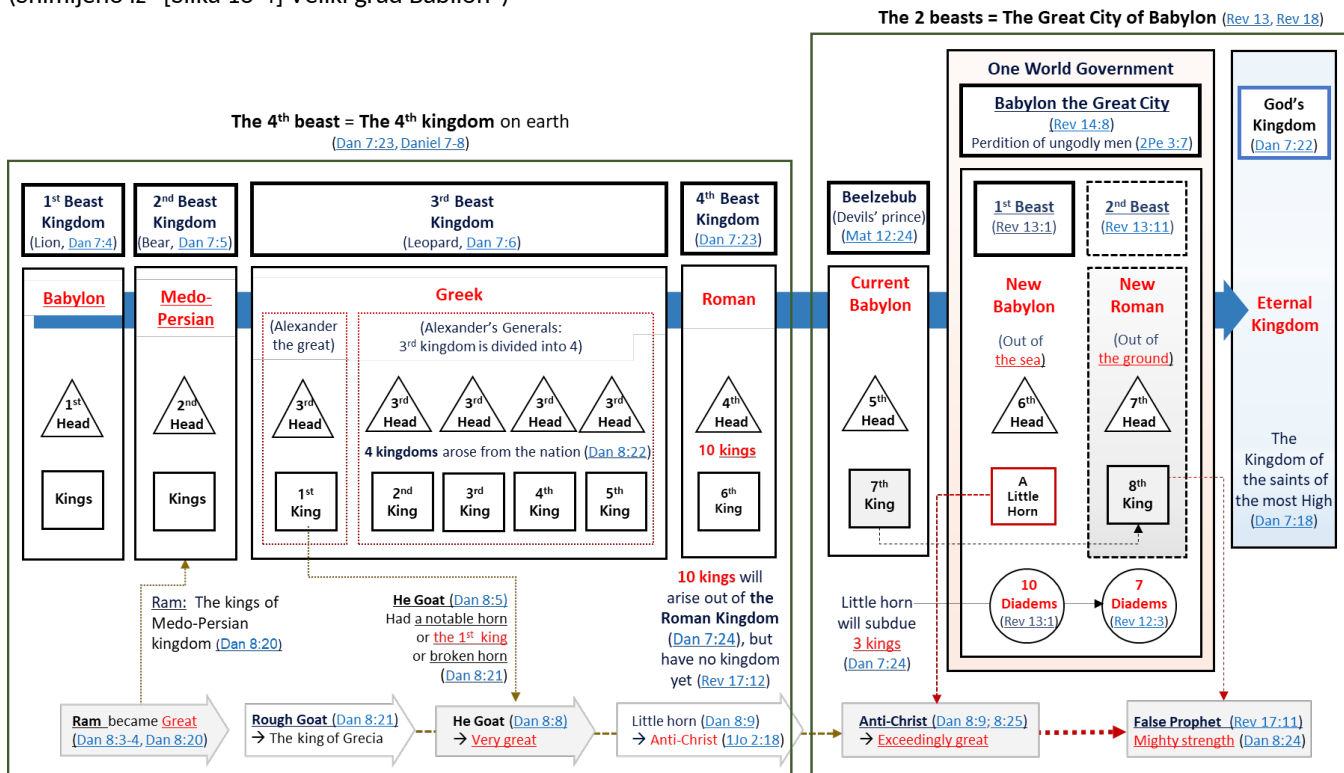 (Snimljeno iz "[Slika 10-4] Veliki grad Babilon")
The 2 beasts = The Great City of Babylon (Rev 13, Rev 18)
The 4th beast = The 4th kingdom on earth
(Dan 7:23, Daniel 7-8)
1st Beast
Kingdom
(Lion, Dan 7:4)
2nd Beast
Kingdom
(Bear, Dan 7:5)
3rd Beast
Kingdom
(Leopard, Dan 7:6)
4th Beast
Kingdom
(Dan 7:23)
Beelzebub
(Devils' prince)
(Mat 12:24)
One World Government
Babylon the Great City
(Rev 14:8)
Perdition of ungodly men (2Pe 3:7)
1st Beast
(Rev 13:1)
2nd Beast
(Rev 13:11)
God's
Kingdom
(Dan 7:22)
Babylon
Medo-
Persian
Greek
Roman
Current
Babylon
New
Babylon
New
Roman
Eternal
Kingdom
(Alexander
the great)
(Alexander's Generals:
3rd kingdom is divided into 4)
(Out of
the sea)
(Out of
the ground)
1st
Head
2nd
Head
3rd
Head
3rd
Head
3rd
Head
3rd
Head
3rd
Head
4th
Head
5th
Head
6th
Head
7th
Head
4 kingdoms arose from the nation (Dan 8:22)
10 kings
The
Kingdom of
the saints of
the most High
(Dan 7:18)
Kings
Kings
1st
King
2nd
King
3rd
King
4th
King
5th
King
6th
King
7th
King
A
Little
Horn
8th
King
Ram: The kings of
Medo-Persian
kingdom (Dan 8:20)
He Goat (Dan 8:5)
Had a notable horn
or the 1st king
or broken horn
(Dan 8:21)
10 kings will
arise out of the
Roman Kingdom
(Dan 7:24), but
have no kingdom
yet (Rev 17:12)
Little horn
will subdue
3 kings
(Dan 7:24)
10
Diadems
(Rev 13:1)
7
Diadems
(Rev 12:3)
Ram became Great
(Dan 8:3-4, Dan 8:20)
Rough Goat (Dan 8:21)
→ The king of Grecia
He Goat (Dan 8:8)
→ Very great
Little horn (Dan 8:9)
→ Anti-Christ (1Jo 2:18)
Anti-Christ (Dan 8:9; 8:25)
→ Exceedingly great
False Prophet (Rev 17:11)
Mighty strength (Dan 8:24)